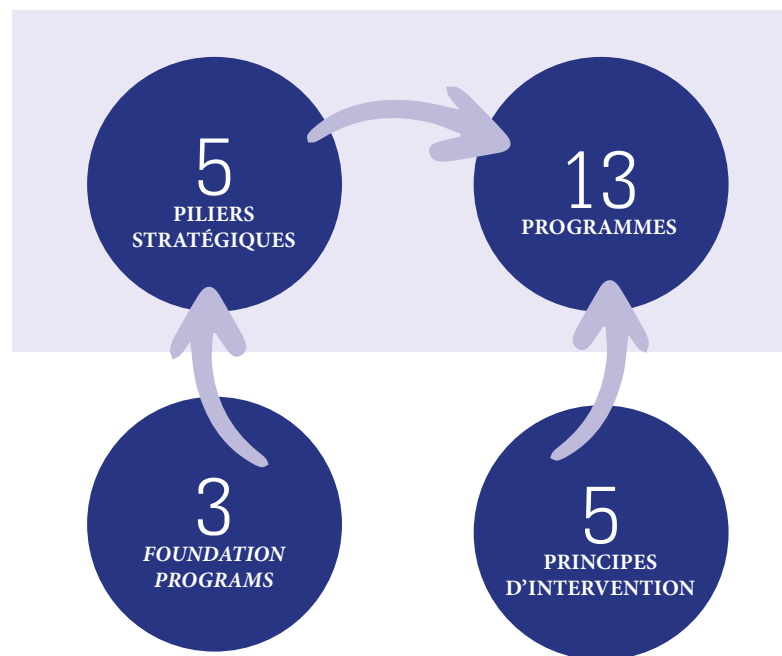 5
PILIERS
STRATÉGIQUES
13
PROGRAMMES
3
FOUNDATION
PROGRAMS
5
PRINCIPES
D’INTERVENTION